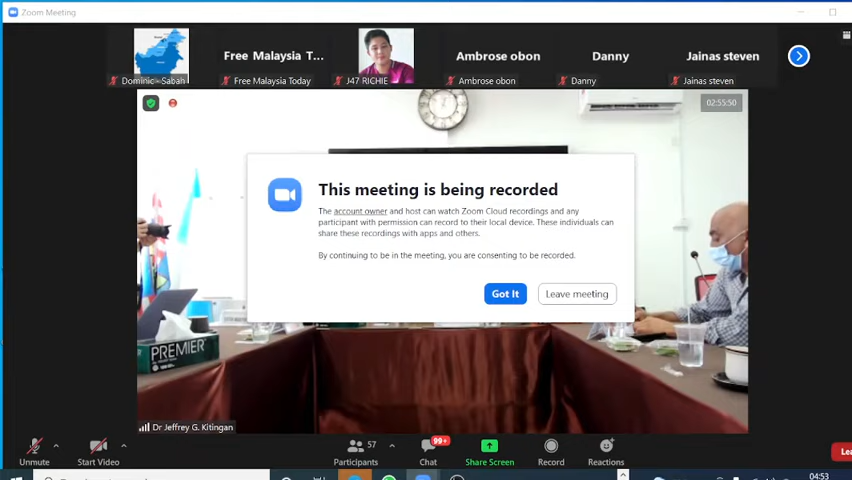 Zoom Meeting
Free Malaysia T... Ambrose obon Danny Jainas steven
Dominic - Sabah Free Malaysia Today J47 RICHIE Ambrose obon Danny Jainas steven
02:55:50
This meeting is being recorded
The account owner and host can watch Zoom Cloud recordings and any
participant with permission can record to their local device. These individuals can
share these recordings with apps and others.
By continuing to be in the meeting, you are consenting to be recorded.
Got It Leave meeting
PREMIER
Dr Jeffrey G. Kitingan
57 99+
Unmute Start Video Participants Chat Share Screen Record Reactions
04:53